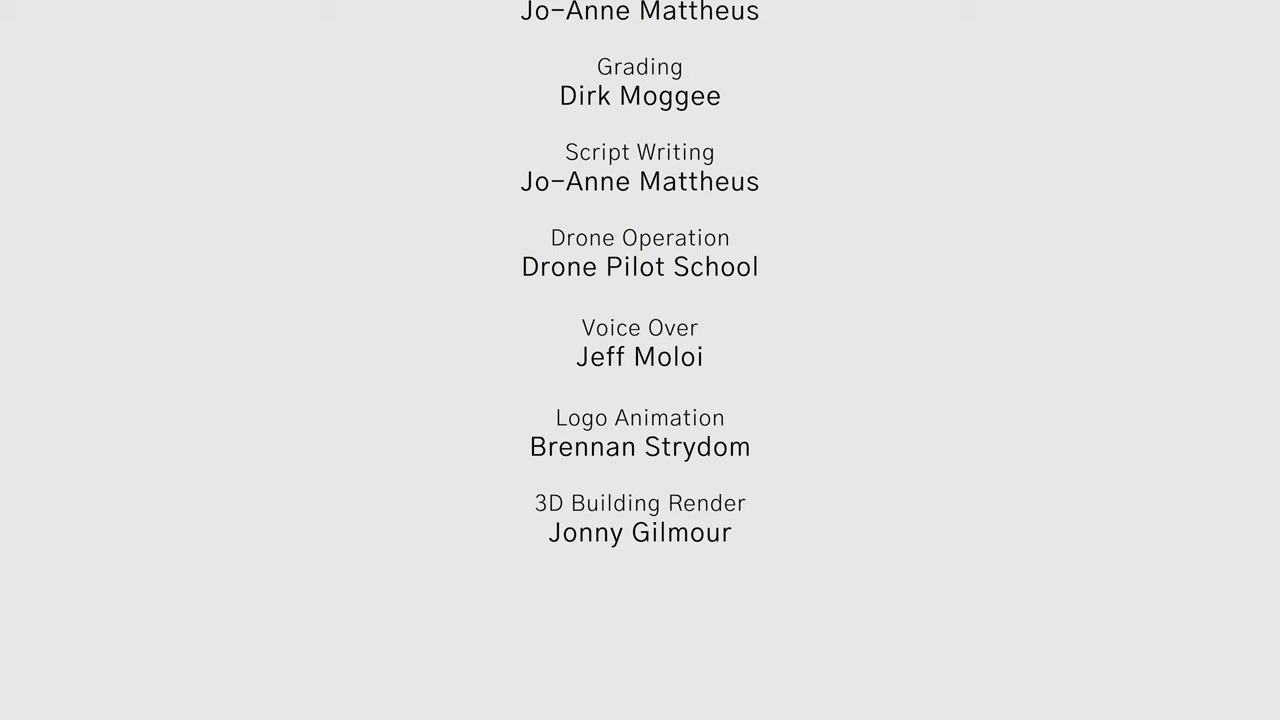 Jo-Anne Mattheus
Grading
Dirk Moggee
Script Writing
Jo-Anne Mattheus
Drone Operation
Drone Pilot School
Voice Over
Jeff Moloi
Logo Animation
Brennan Strydom
3D Building Render
Jonny Gilmour